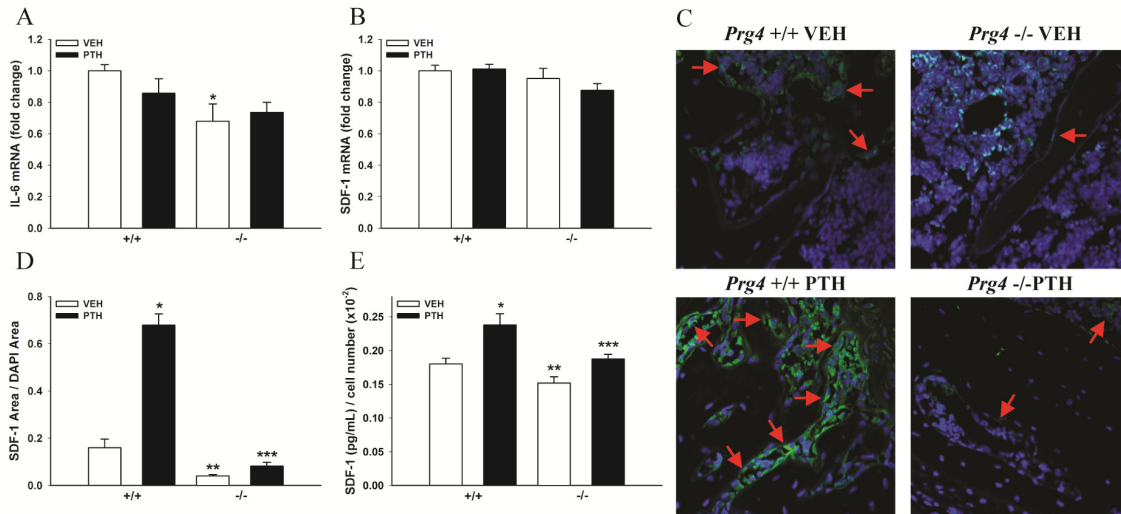 A
VEH
PTH
IL-6 mRNA (fold change)
1.2
1.0
0.8
0.6
0.4
0.2
0.0
*
+/+
-/-
B
VEH
PTH
SDF-1 mRNA (fold change)
1.2
1.0
0.8
0.6
0.4
0.2
0.0
+/+
-/-
C
Prg4 +/+ VEH
Prg4 -/- VEH
Prg4 +/+ PTH
Prg4 -/-PTH
D
SDF-1 Area / DAPI Area
0.8
0.6
0.4
0.2
0.0
*
**
***
+/+
-/-
E
VEH
PTH
SDF-1 (pg/mL) / cell number (x10⁻²)
0.25
0.20
0.15
0.10
0.05
0.00
*
**
***
+/+
-/-